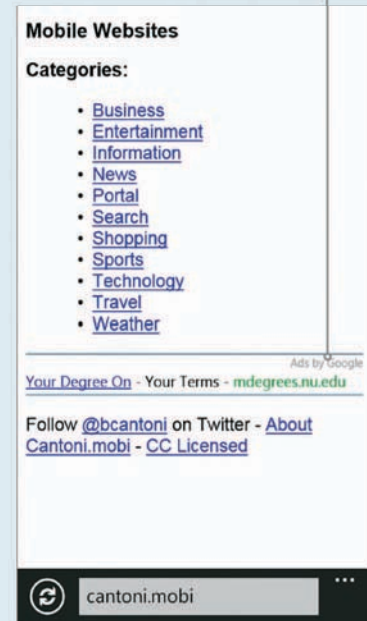 Mobile Websites
Categories:
• Business
• Entertainment
• Information
• News
• Portal
• Search
• Shopping
• Sports
• Technology
• Travel
• Weather
Ads by Google
Your Degree On - Your Terms - mdegrees.nu.edu
Follow @bcantoni on Twitter - About
Cantoni.mobi - CC Licensed
cantoni.mobi